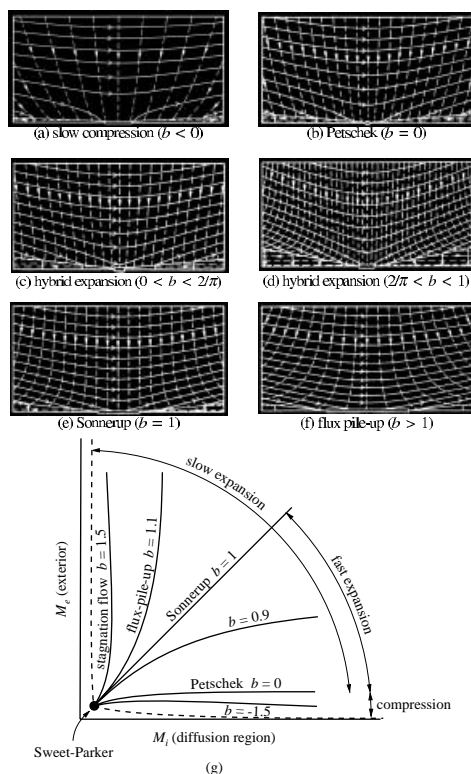 (a) slow compression (b < 0)
(b) Petschek (b = 0)
(c) hybrid expansion (0 < b < 2/π)
(d) hybrid expansion (2/π < b < 1)
(e) Sonnerup (b = 1)
(f) flux pile-up (b > 1)
slow expansion
fast expansion
compression
stagnation flow b = 1.5
flux-pile-up b = 1.1
Sonnerup b = 1
b = 0.9
Petschek b = 0
b = -1.5
Mₑ (exterior)
Sweet-Parker
Mᵢ (diffusion region)
(g)